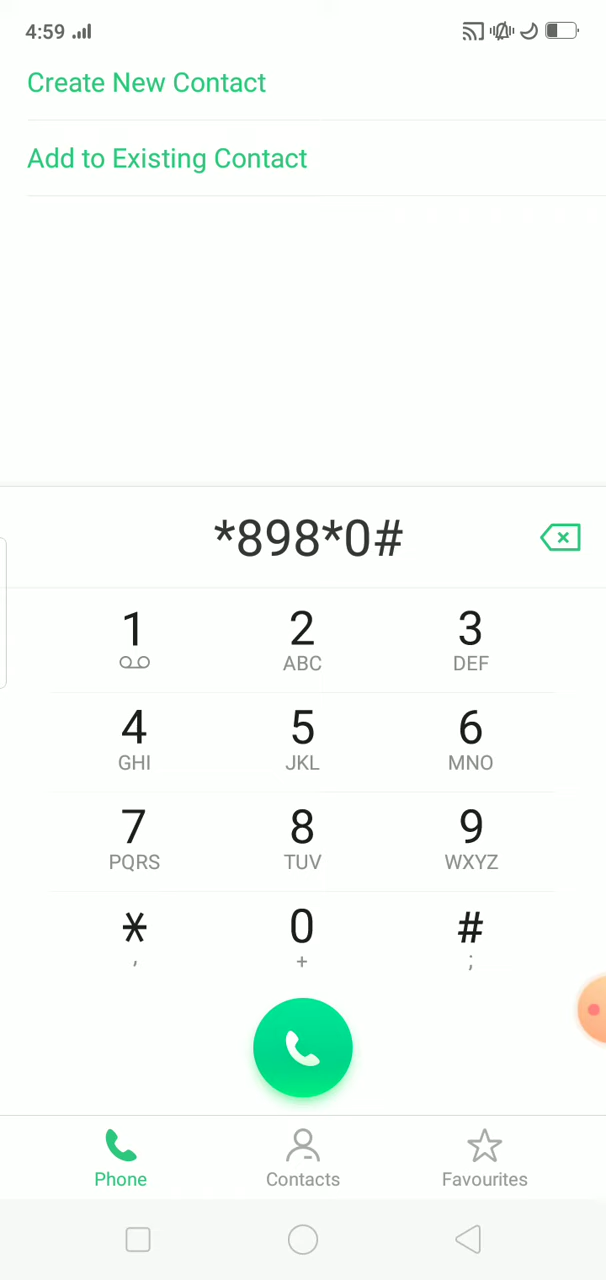 4:59
Create New Contact
Add to Existing Contact
*898*0#
1 2 3
ABC DEF
4 5 6
GHI JKL MNO
7 8 9
PQRS TUV WXYZ
* 0 #
, + ;
Phone Contacts Favourites